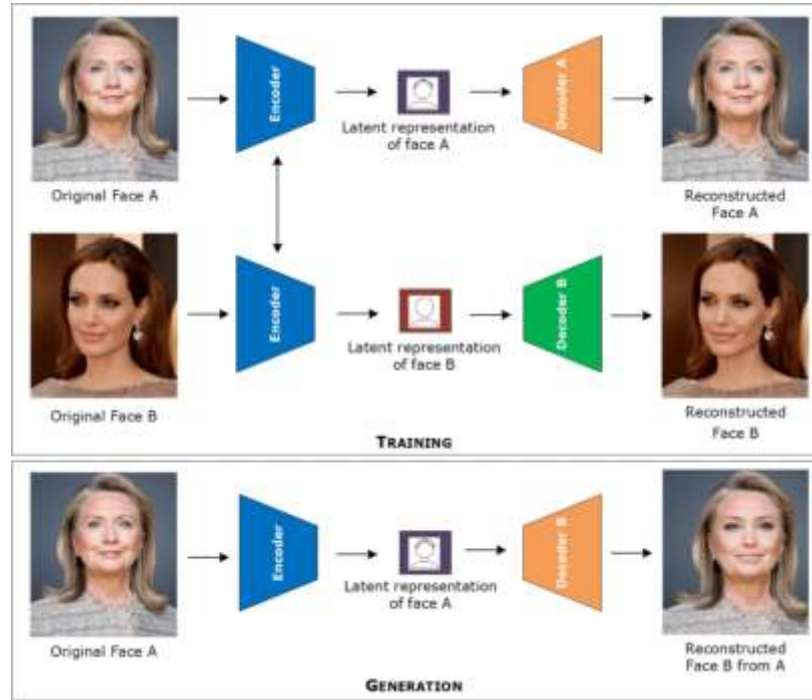 Encoder
Decoder A
Latent representation
of face A
Original Face A
Reconstructed
Face A
Encoder
Decoder B
Latent representation
of face B
Original Face B
Reconstructed
Face B
TRAINING
Encoder
Decoder B
Latent representation
of face A
Original Face A
Reconstructed
Face B from A
GENERATION